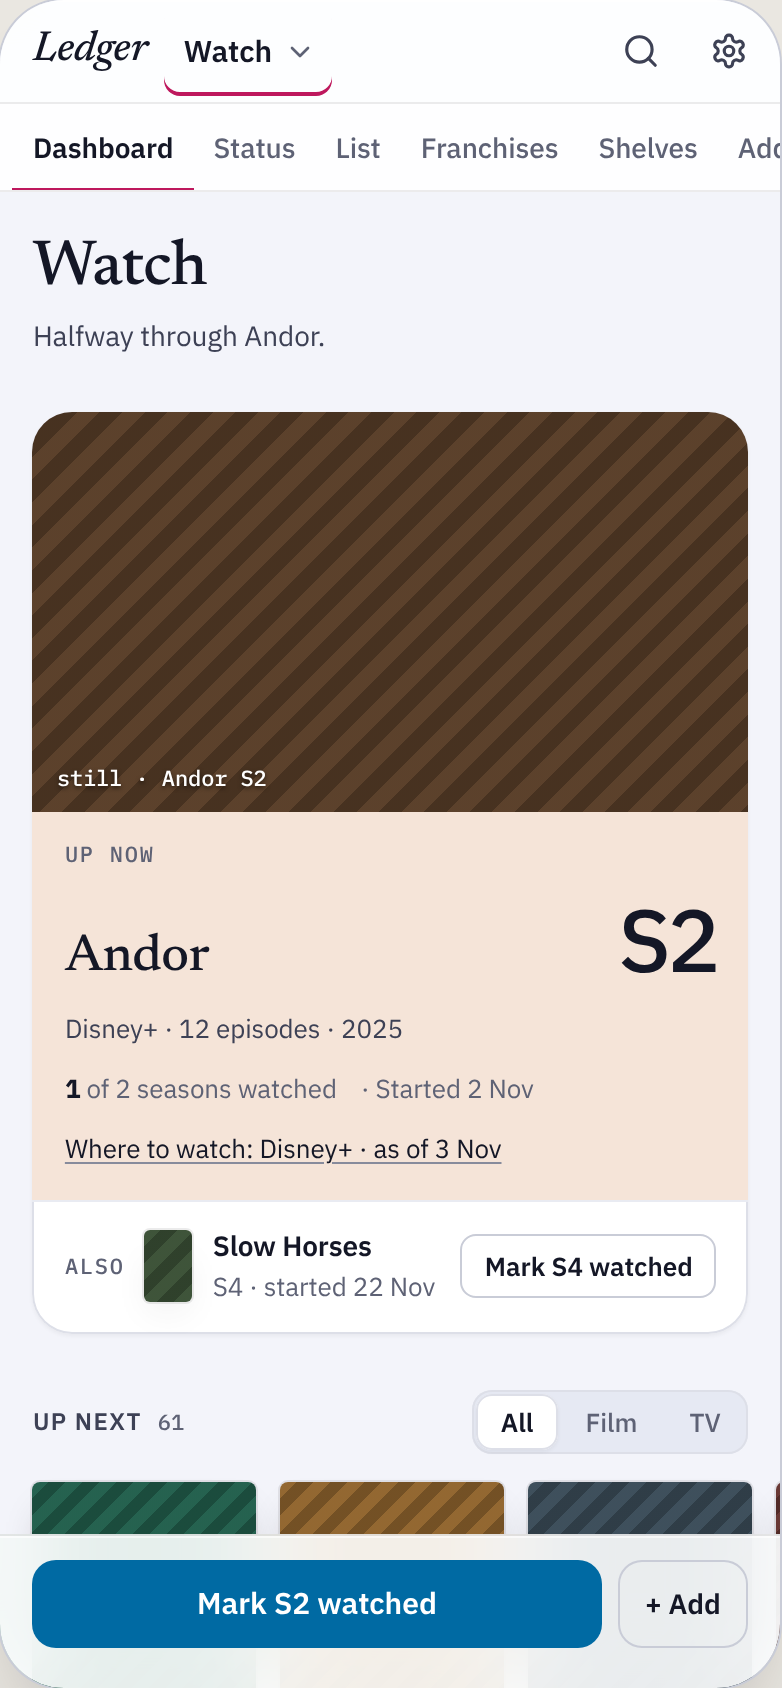 Ledger Watch
Dashboard Status List Franchises Shelves Add
Watch
Halfway through Andor.
still · Andor S2
UP NOW
Andor S2
Disney+ · 12 episodes · 2025
1 of 2 seasons watched · Started 2 Nov
Where to watch: Disney+ · as of 3 Nov
ALSO
Slow Horses
S4 · started 22 Nov
Mark S4 watched
UP NEXT 61
All Film TV
Mark S2 watched
+ Add